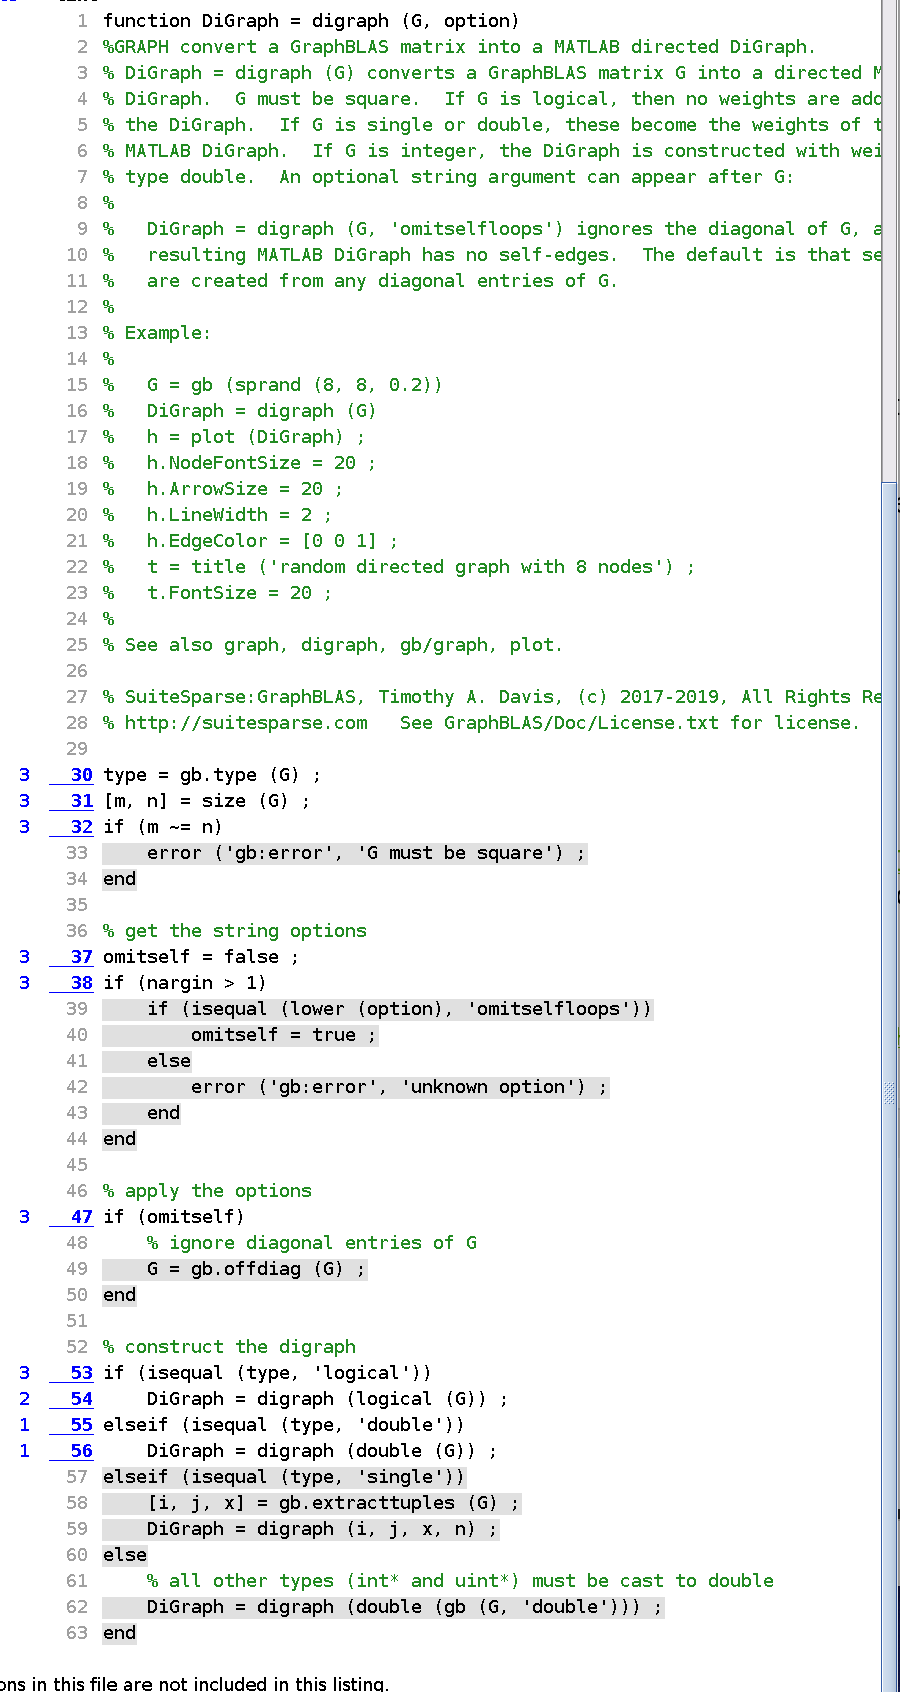 1 function DiGraph = digraph (G, option)
2 %GRAPH convert a GraphBLAS matrix into a MATLAB directed DiGraph.
3 % DiGraph = digraph (G) converts a GraphBLAS matrix G into a directed M
4 % DiGraph.  G must be square.  If G is logical, then no weights are add
5 % the DiGraph.  If G is single or double, these become the weights of t
6 % MATLAB DiGraph.  If G is integer, the DiGraph is constructed with wei
7 % type double.  An optional string argument can appear after G:
8 %
9 %   DiGraph = digraph (G, 'omitselfloops') ignores the diagonal of G, a
10 %   resulting MATLAB DiGraph has no self-edges.  The default is that se
11 %   are created from any diagonal entries of G.
12 %
13 % Example:
14 %
15 %   G = gb (sprand (8, 8, 0.2))
16 %   DiGraph = digraph (G)
17 %   h = plot (DiGraph) ;
18 %   h.NodeFontSize = 20 ;
19 %   h.ArrowSize = 20 ;
20 %   h.LineWidth = 2 ;
21 %   h.EdgeColor = [0 0 1] ;
22 %   t = title ('random directed graph with 8 nodes') ;
23 %   t.FontSize = 20 ;
24 %
25 % See also graph, digraph, gb/graph, plot.
26
27 % SuiteSparse:GraphBLAS, Timothy A. Davis, (c) 2017-2019, All Rights Re
28 % http://suitesparse.com   See GraphBLAS/Doc/License.txt for license.
29
3 30 type = gb.type (G) ;
3 31 [m, n] = size (G) ;
3 32 if (m ~= n)
33     error ('gb:error', 'G must be square') ;
34 end
35
36 % get the string options
3 37 omitself = false ;
3 38 if (nargin > 1)
39     if (isequal (lower (option), 'omitselfloops'))
40         omitself = true ;
41     else
42         error ('gb:error', 'unknown option') ;
43     end
44 end
45
46 % apply the options
3 47 if (omitself)
48     % ignore diagonal entries of G
49     G = gb.offdiag (G) ;
50 end
51
52 % construct the digraph
3 53 if (isequal (type, 'logical'))
2 54     DiGraph = digraph (logical (G)) ;
1 55 elseif (isequal (type, 'double'))
1 56     DiGraph = digraph (double (G)) ;
57 elseif (isequal (type, 'single'))
58     [i, j, x] = gb.extracttuples (G) ;
59     DiGraph = digraph (i, j, x, n) ;
60 else
61     % all other types (int* and uint*) must be cast to double
62     DiGraph = digraph (double (gb (G, 'double'))) ;
63 end
ons in this file are not included in this listing.